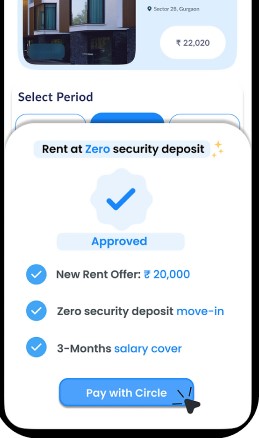 Sector 28, Gurgaon
₹ 22,020
Select Period
Rent at Zero security deposit
Approved
New Rent Offer: ₹ 20,000
Zero security deposit move-in
3-Months salary cover
Pay with Circle